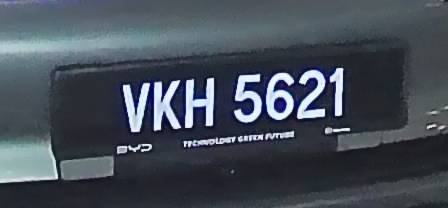 VKH 5621
BYD TECHNOLOGY GREEN FUTURE